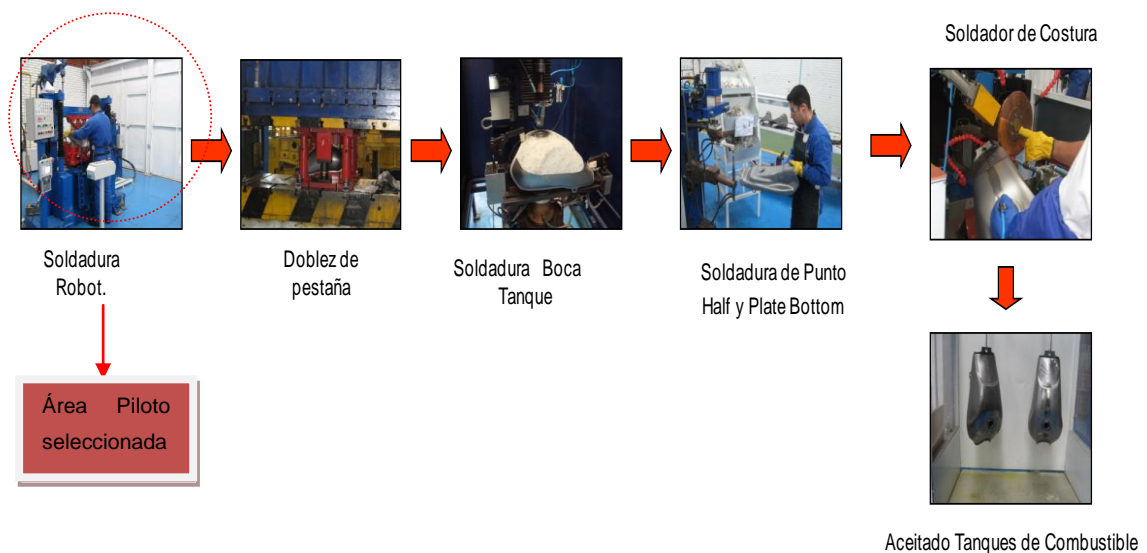 Soldador de Costura
Soldadura
Robot.
Doblez de
pestaña
Soldadura Boca
Tanque
Soldadura de Punto
Half y Plate Bottom
Área Piloto
seleccionada
Aceitado Tanques de Combustible